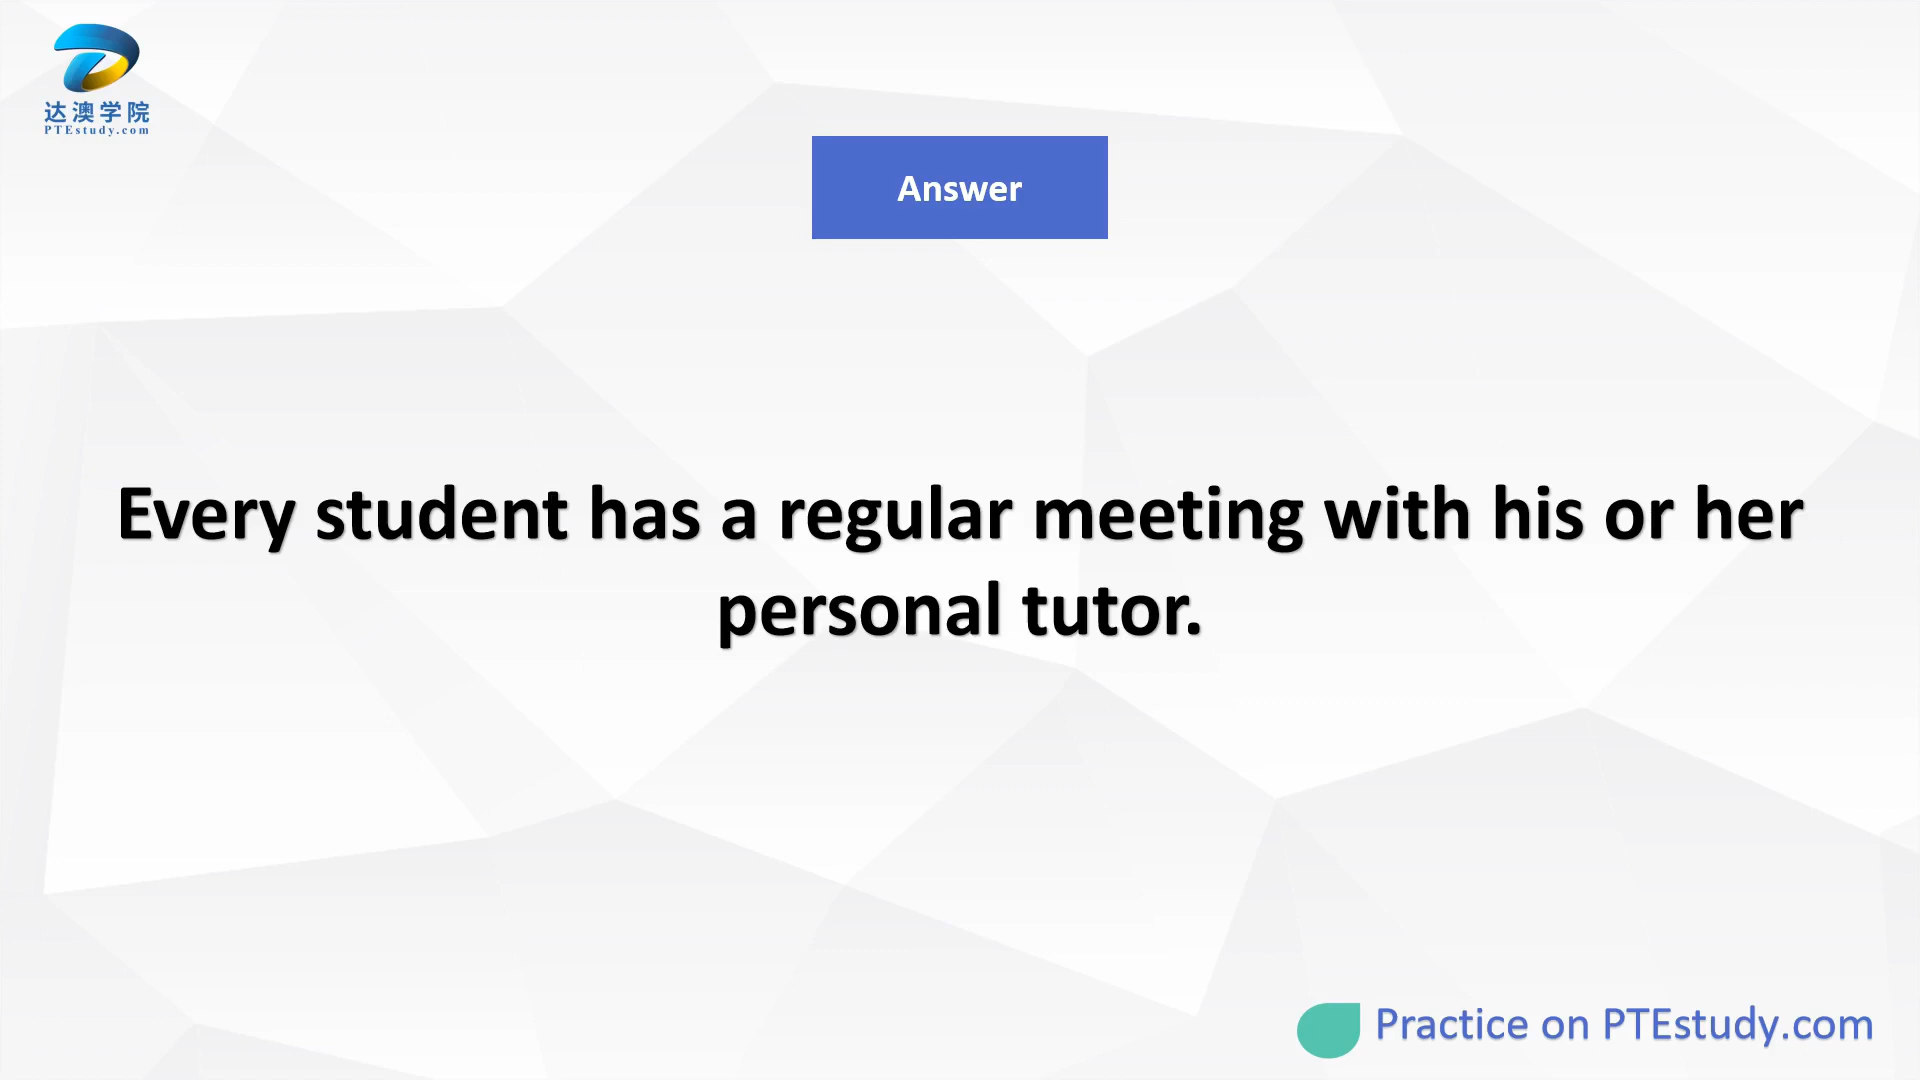 达澳学院
PTEstudy.com
Answer
Every student has a regular meeting with his or her
personal tutor.
Practice on PTEstudy.com